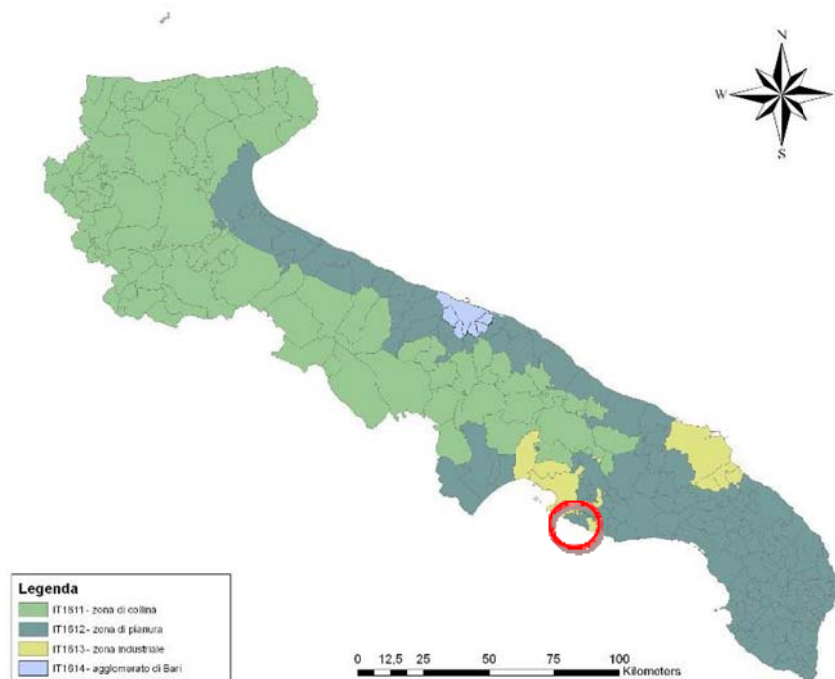 N
W
S
Legenda
IT1611 - zona di collina
IT1612 - zona di pianura
IT1613 - zona industriale
IT1614 - agglomerato di Bari
0 12,5 25 50 75 100
Kilometers